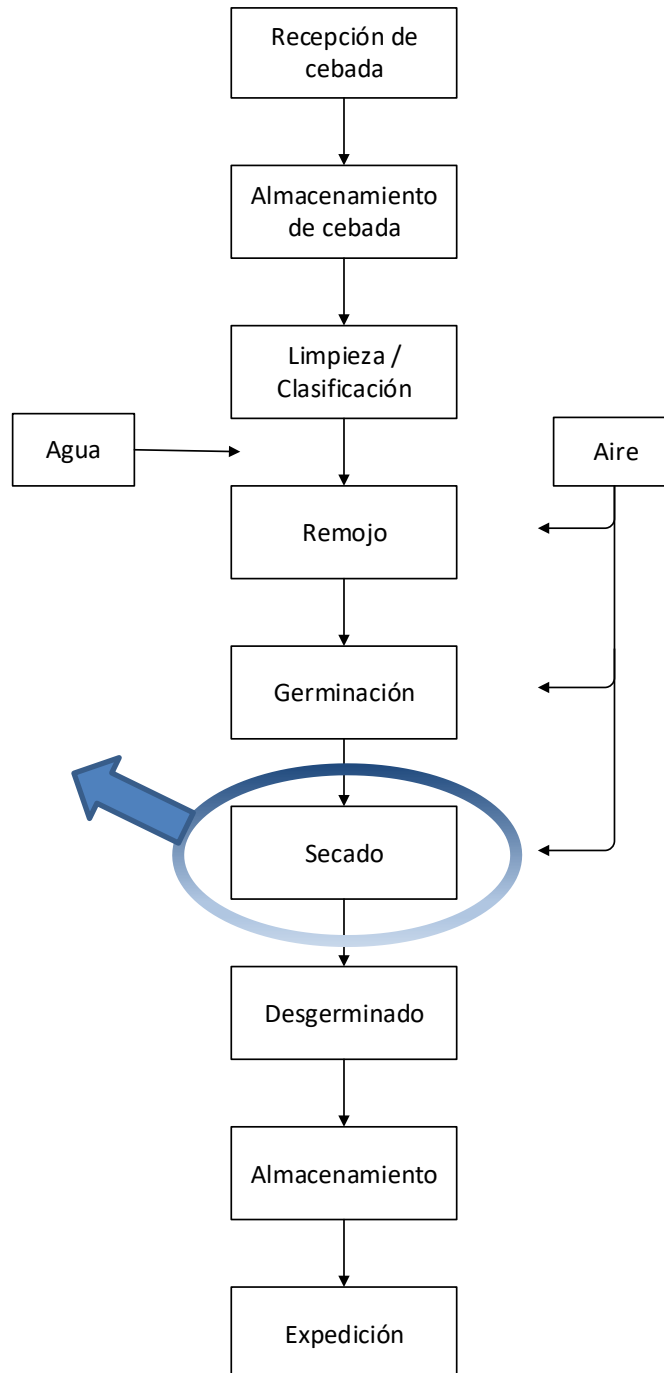 Recepción de
cebada
Almacenamiento
de cebada
Limpieza /
Clasificación
Agua
Aire
Remojo
Germinación
Secado
Desgerminado
Almacenamiento
Expedición